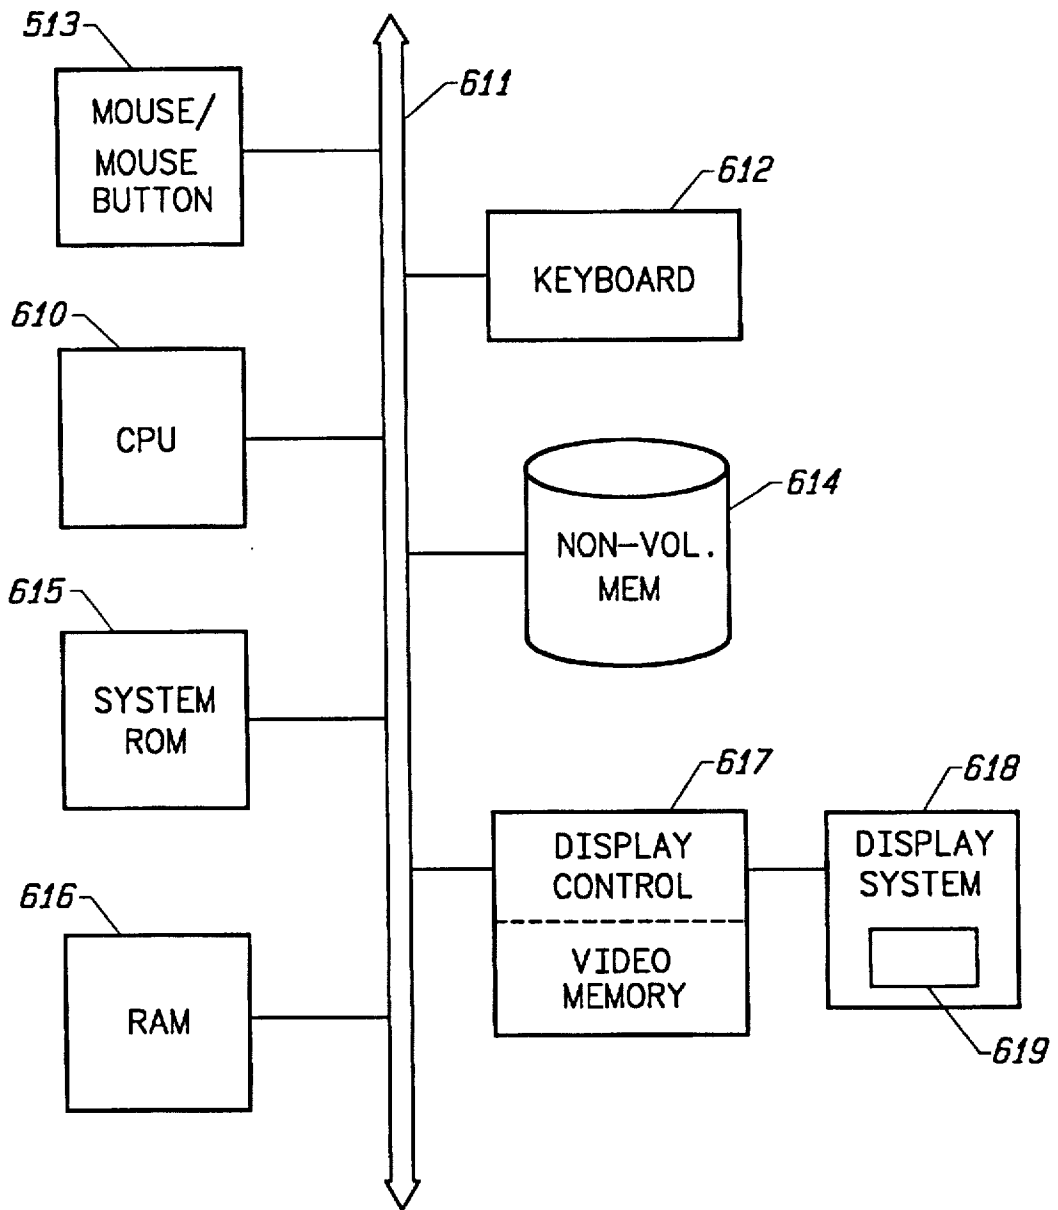 513
MOUSE/
MOUSE
BUTTON
611
612
KEYBOARD
610
CPU
614
NON-VOL.
MEM
615
SYSTEM
ROM
617
DISPLAY
CONTROL
VIDEO
MEMORY
618
DISPLAY
SYSTEM
619
616
RAM